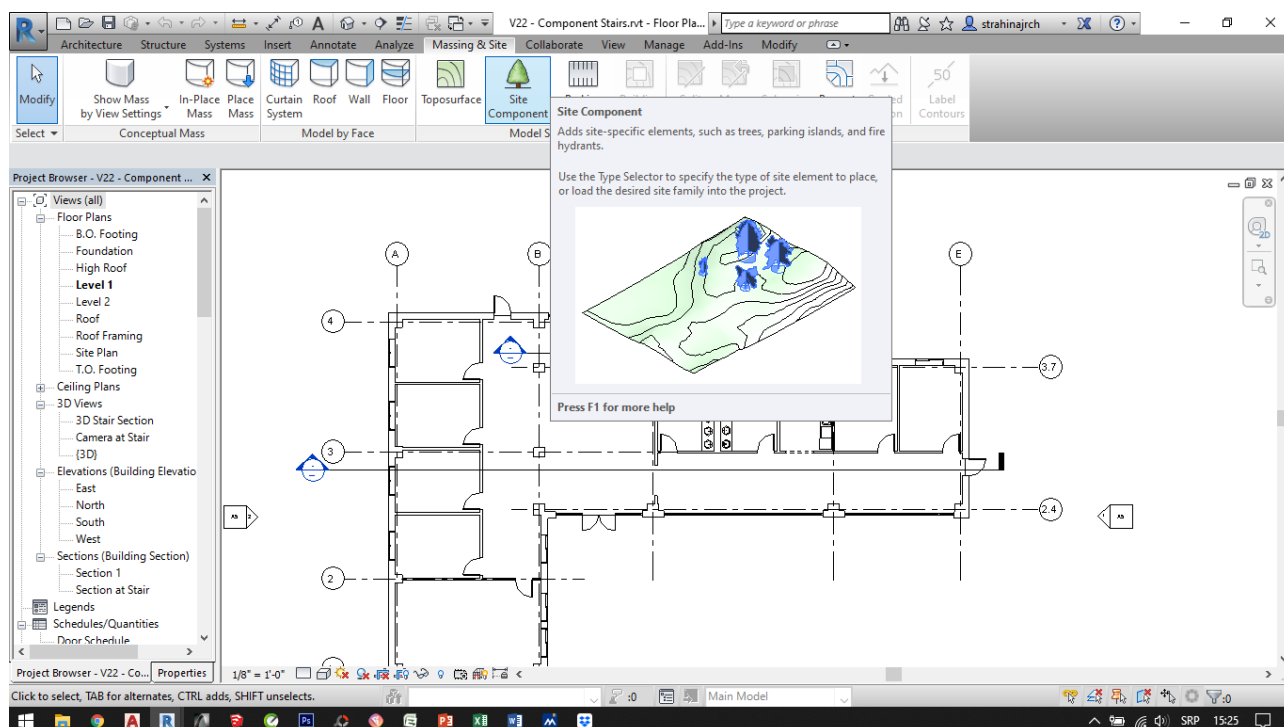 V22 - Component Stairs.rvt - Floor Pla...
Type a keyword or phrase
strahinajrch
Architecture Structure Systems Insert Annotate Analyze Massing & Site Collaborate View Manage Add-Ins Modify
Modify
Show Mass
by View Settings
In-Place
Mass
Place
Mass
Curtain
System
Roof
Wall
Floor
Toposurface
Site
Component
Label
Contours
Select
Conceptual Mass
Model by Face
Model S
Site Component
Adds site-specific elements, such as trees, parking islands, and fire
hydrants.
Use the Type Selector to specify the type of site element to place,
or load the desired site family into the project.
Press F1 for more help
Project Browser - V22 - Component ...
Views (all)
Floor Plans
B.O. Footing
Foundation
High Roof
Level 1
Level 2
Roof
Roof Framing
Site Plan
T.O. Footing
Ceiling Plans
3D Views
3D Stair Section
Camera at Stair
{3D}
Elevations (Building Elevatio
East
North
South
West
Sections (Building Section)
Section 1
Section at Stair
Legends
Schedules/Quantities
Door Schedule
A
B
E
4
3.7
3
2.4
2
2D
Project Browser - V22 - Co...
Properties
1/8" = 1'-0"
Click to select, TAB for alternates, CTRL adds, SHIFT unselects.
:0
Main Model
:0
SRP
15:25